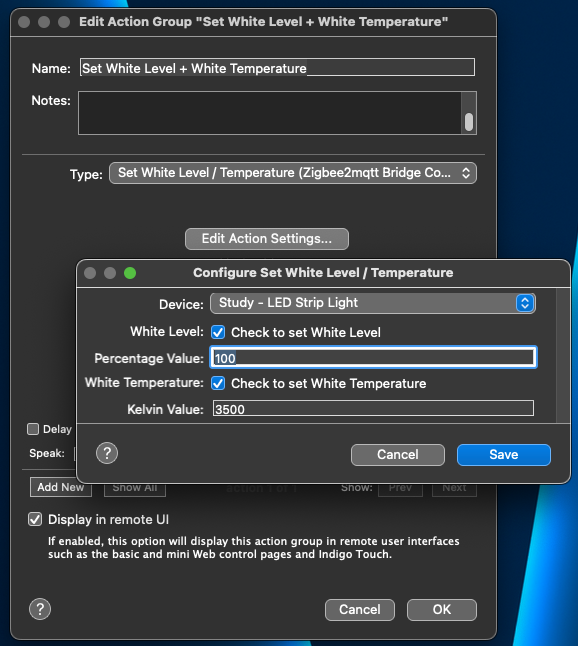 Edit Action Group "Set White Level + White Temperature"
Name: Set White Level + White Temperature
Notes:
Type: Set White Level / Temperature (Zigbee2mqtt Bridge Co...
Edit Action Settings...
Configure Set White Level / Temperature
Device: Study - LED Strip Light
White Level: Check to set White Level
Percentage Value: 100
White Temperature: Check to set White Temperature
Kelvin Value: 3500
Delay
Speak:
? Cancel Save
Add New Show All action 1 of 1 Show: Prev Next
Display in remote UI
If enabled, this option will display this action group in remote user interfaces
such as the basic and mini Web control pages and Indigo Touch.
? Cancel OK